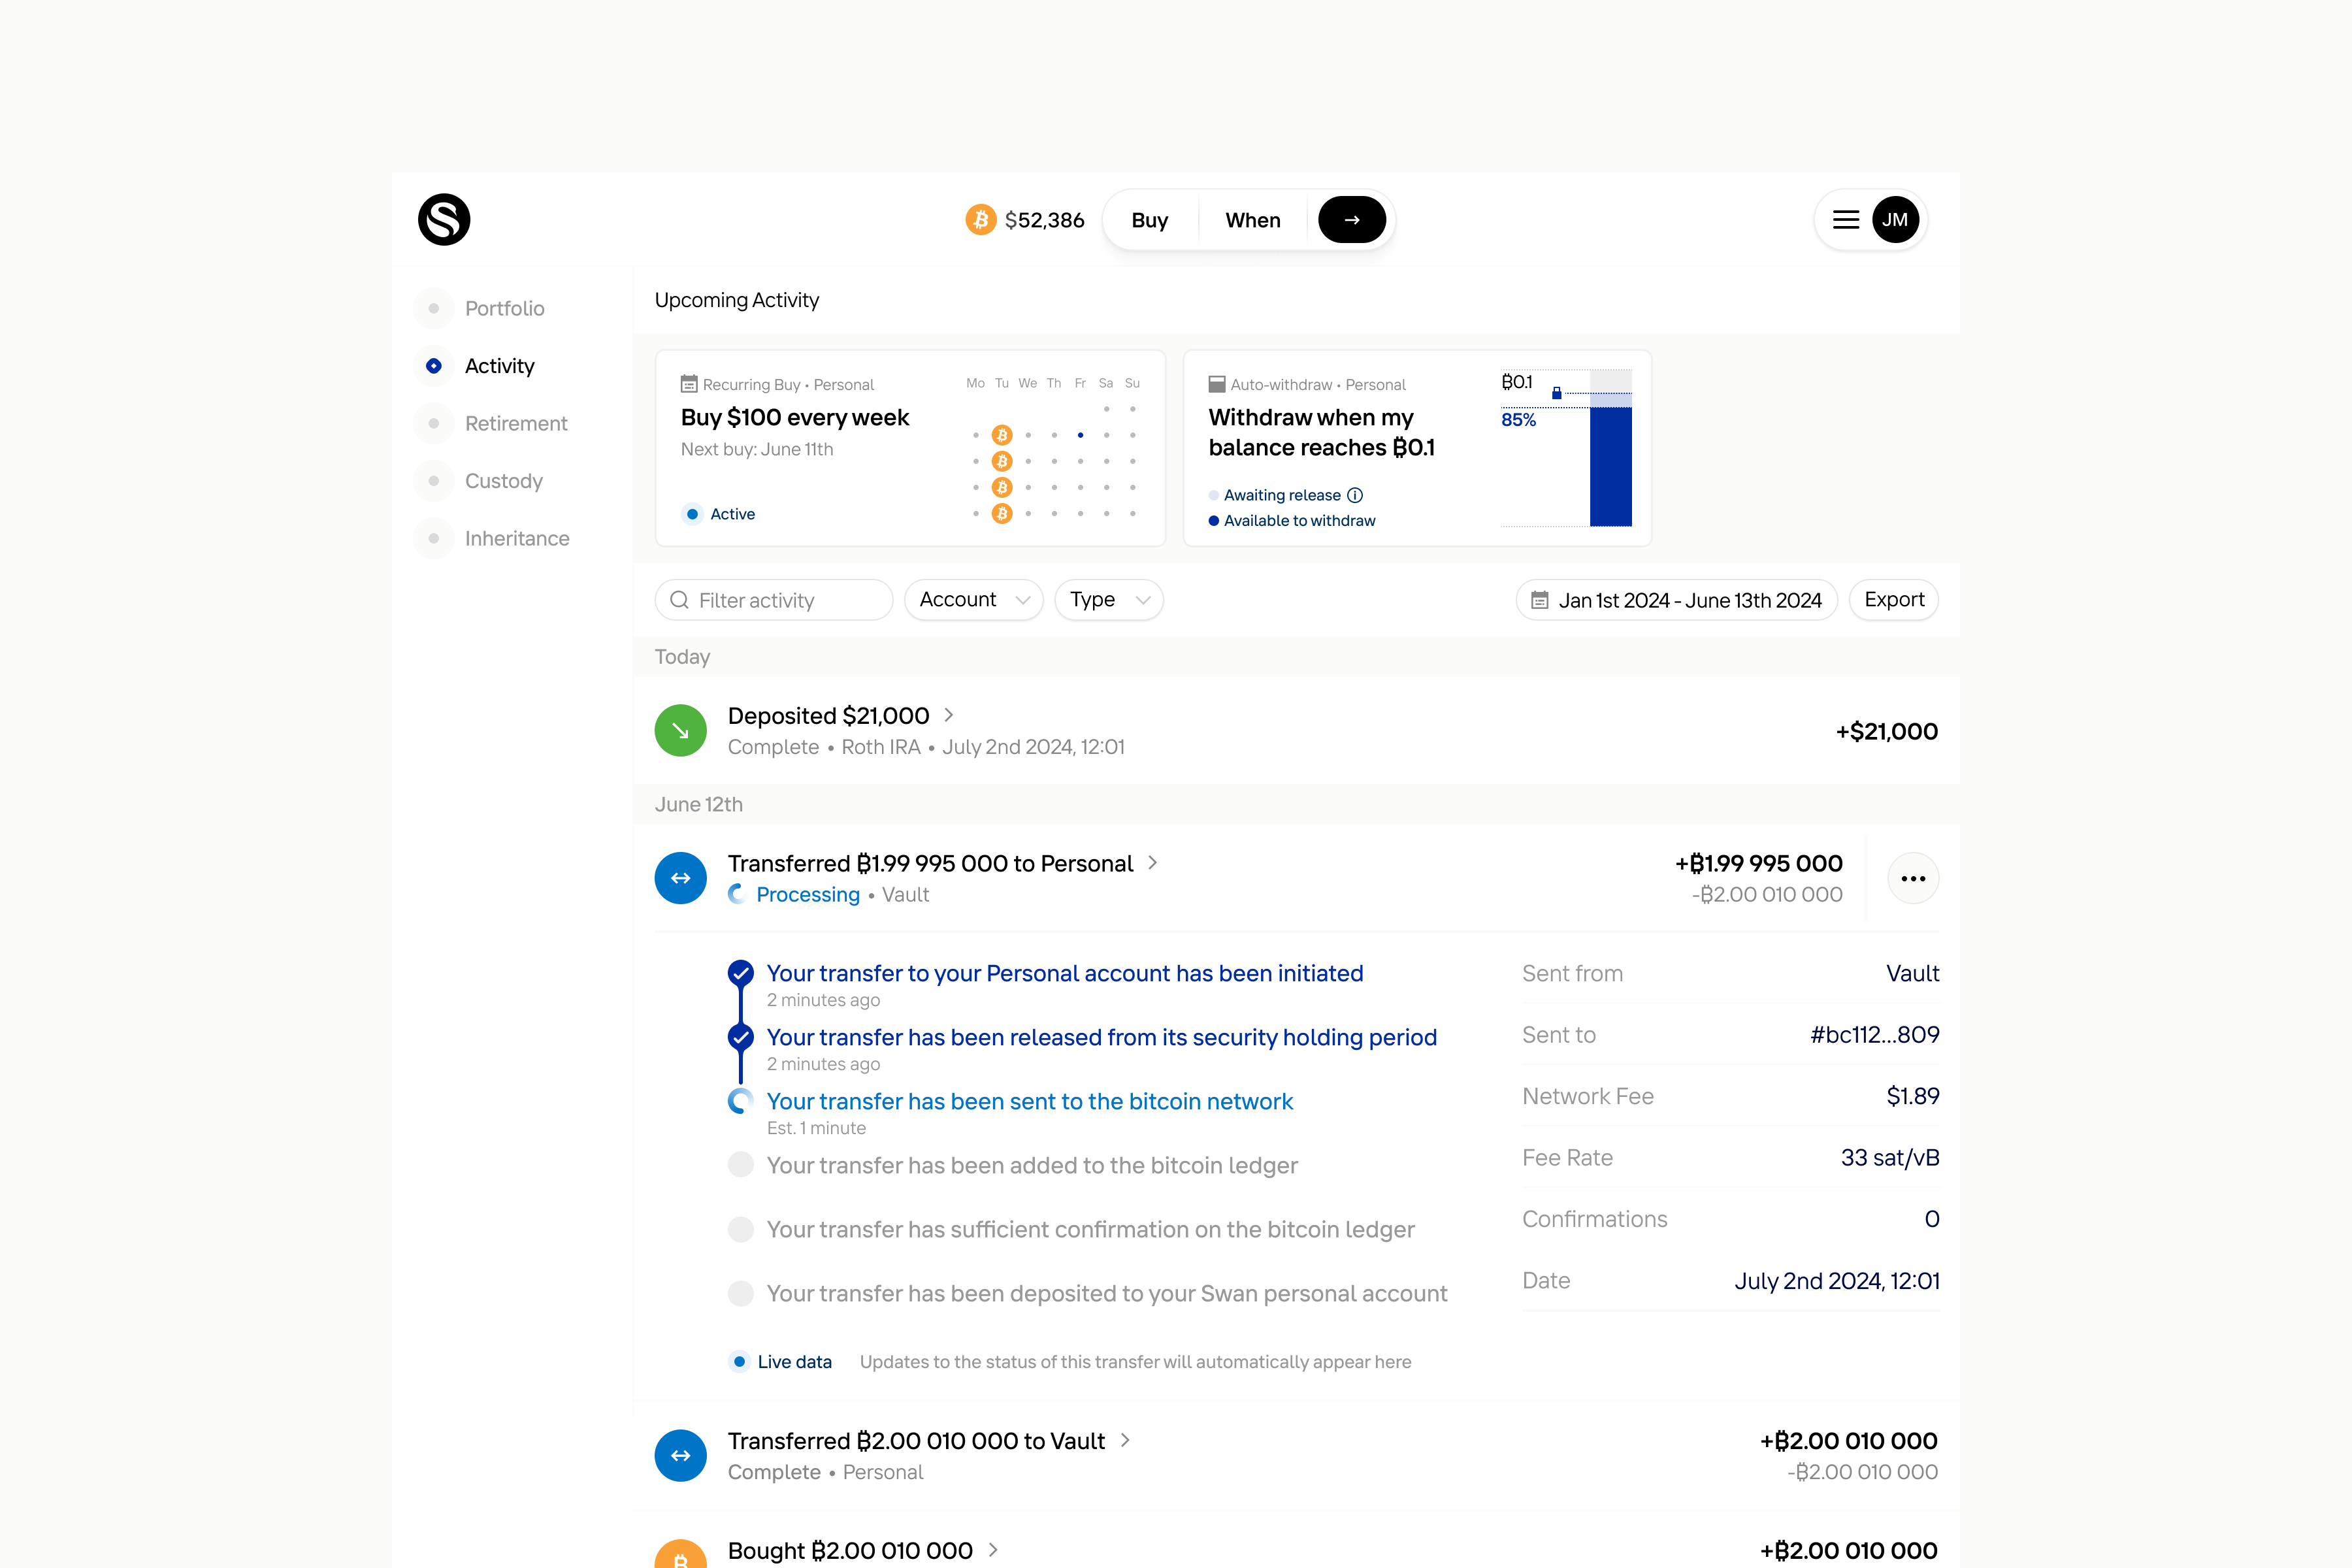 $52,386
Buy
When
JM
Portfolio
Activity
Retirement
Custody
Inheritance
Upcoming Activity
Recurring Buy • Personal
Buy $100 every week
Next buy: June 11th
Active
Mo Tu We Th Fr Sa Su
Auto-withdraw • Personal
Withdraw when my
balance reaches ₿0.1
Awaiting release
Available to withdraw
₿0.1
85%
Filter activity
Account
Type
Jan 1st 2024 - June 13th 2024
Export
Today
Deposited $21,000
Complete • Roth IRA • July 2nd 2024, 12:01
+$21,000
June 12th
Transferred ₿1.99 995 000 to Personal
Processing • Vault
+₿1.99 995 000
-₿2.00 010 000
Your transfer to your Personal account has been initiated
2 minutes ago
Your transfer has been released from its security holding period
2 minutes ago
Your transfer has been sent to the bitcoin network
Est. 1 minute
Your transfer has been added to the bitcoin ledger
Your transfer has sufficient confirmation on the bitcoin ledger
Your transfer has been deposited to your Swan personal account
Live data Updates to the status of this transfer will automatically appear here
Sent from Vault
Sent to #bc112...809
Network Fee $1.89
Fee Rate 33 sat/vB
Confirmations 0
Date July 2nd 2024, 12:01
Transferred ₿2.00 010 000 to Vault
Complete • Personal
+₿2.00 010 000
-₿2.00 010 000
Bought ₿2.00 010 000
+₿2.00 010 000